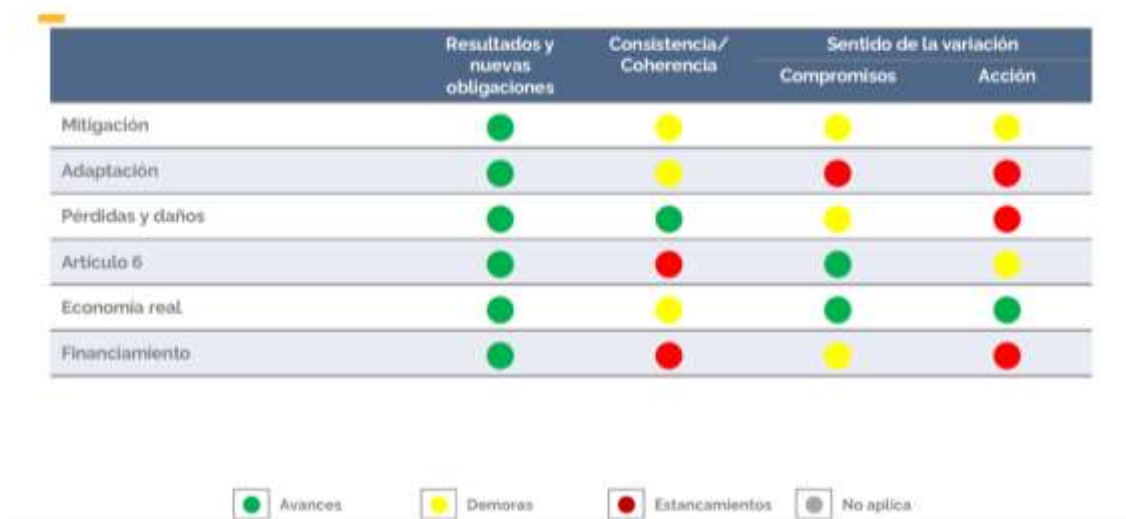 Resultados y nuevas obligaciones
Consistencia/ Coherencia
Sentido de la variación
Compromisos
Acción
Mitigación
Adaptación
Pérdidas y daños
Artículo 6
Economía real
Financiamiento
Avances
Demoras
Estancamientos
No aplica